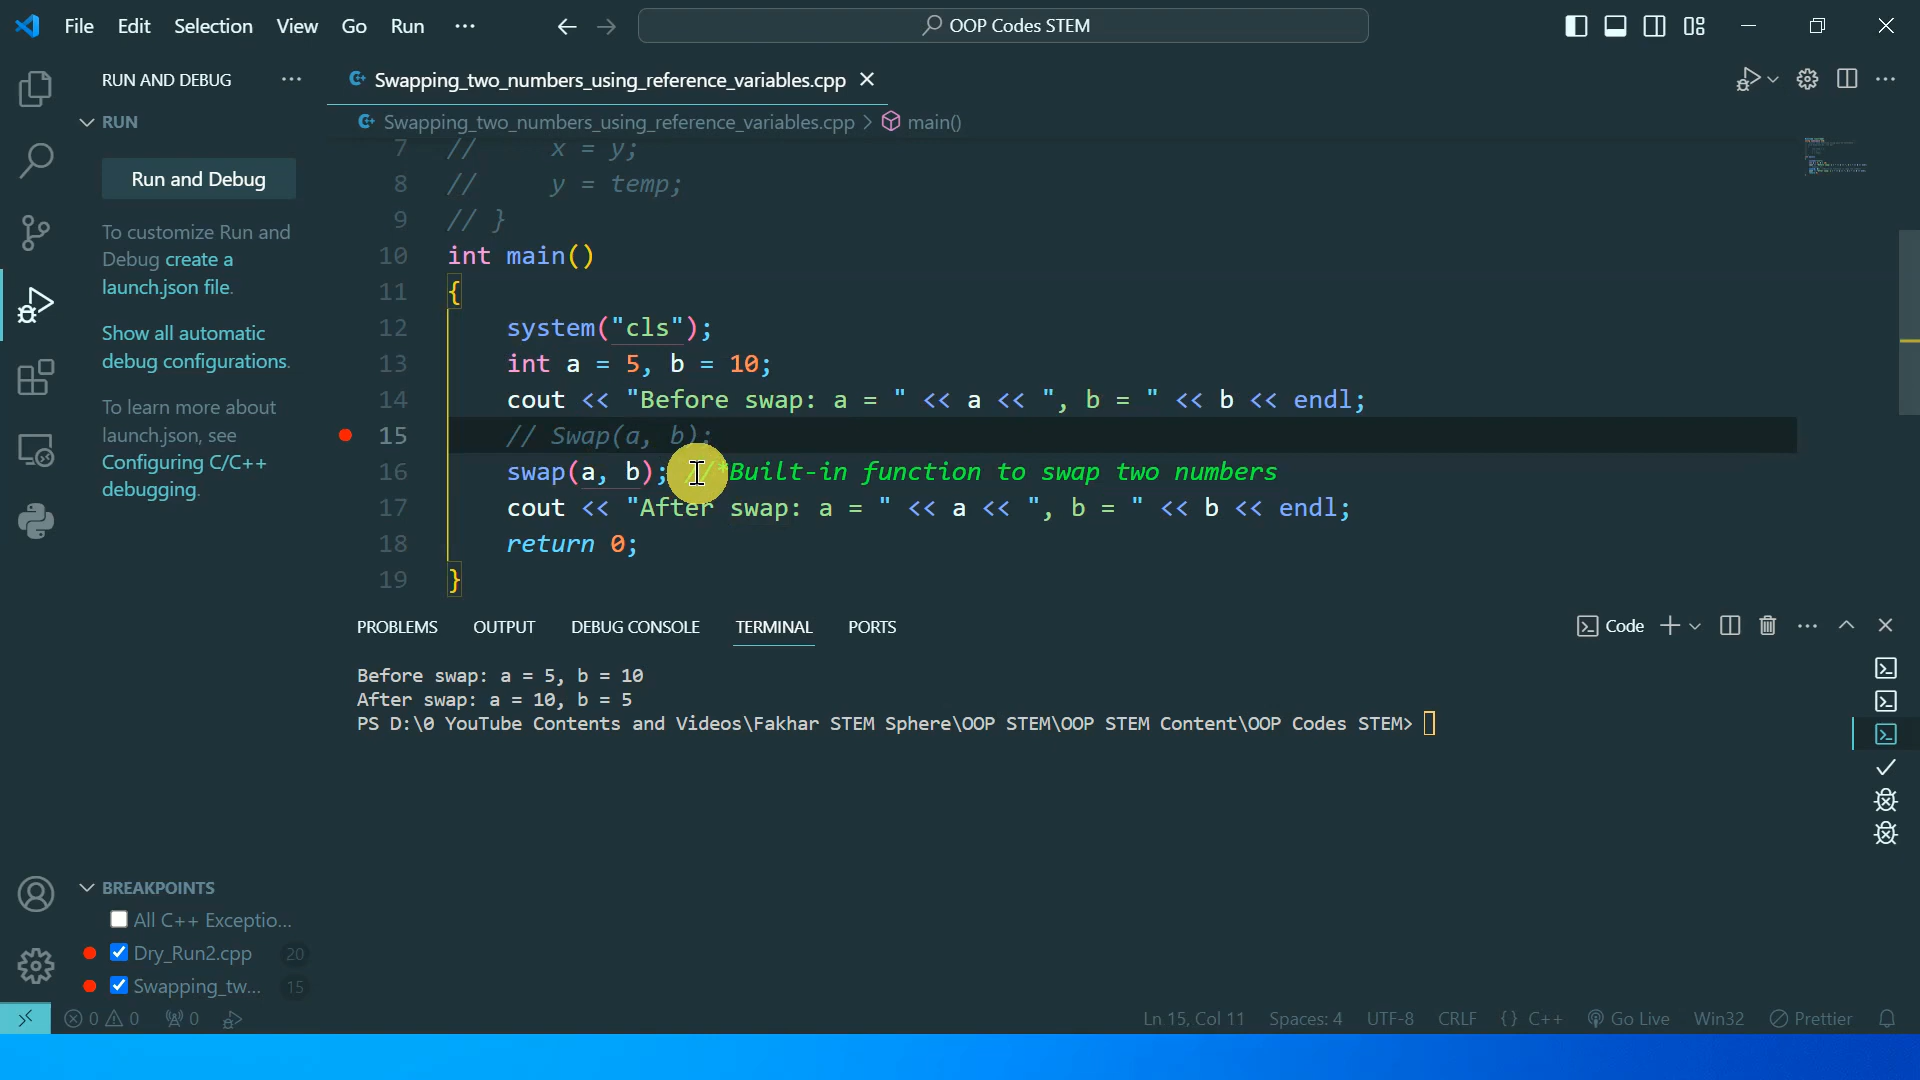 File Edit Selection View Go Run ··· OOP Codes STEM
RUN AND DEBUG ···
RUN
Run and Debug
To customize Run and
Debug create a
launch.json file.
Show all automatic
debug configurations.
To learn more about
launch.json, see
Configuring C/C++
debugging.
Swapping_two_numbers_using_reference_variables.cpp
Swapping_two_numbers_using_reference_variables.cpp > main()
7 //     x = y;
8 //     y = temp;
9 // }
10 int main()
11 {
12     system("cls");
13     int a = 5, b = 10;
14     cout << "Before swap: a = " << a << ", b = " << b << endl;
15     // Swap(a, b);
16     swap(a, b); //*Built-in function to swap two numbers
17     cout << "After swap: a = " << a << ", b = " << b << endl;
18     return 0;
19 }
PROBLEMS OUTPUT DEBUG CONSOLE TERMINAL PORTS Code
Before swap: a = 5, b = 10
After swap: a = 10, b = 5
PS D:\0 YouTube Contents and Videos\Fakhar STEM Sphere\OOP STEM\OOP STEM Content\OOP Codes STEM>
BREAKPOINTS
All C++ Exceptio...
Dry_Run2.cpp 20
Swapping_tw... 15
0 0 0 Ln 15, Col 11 Spaces: 4 UTF-8 CRLF {} C++ Go Live Win32 Prettier